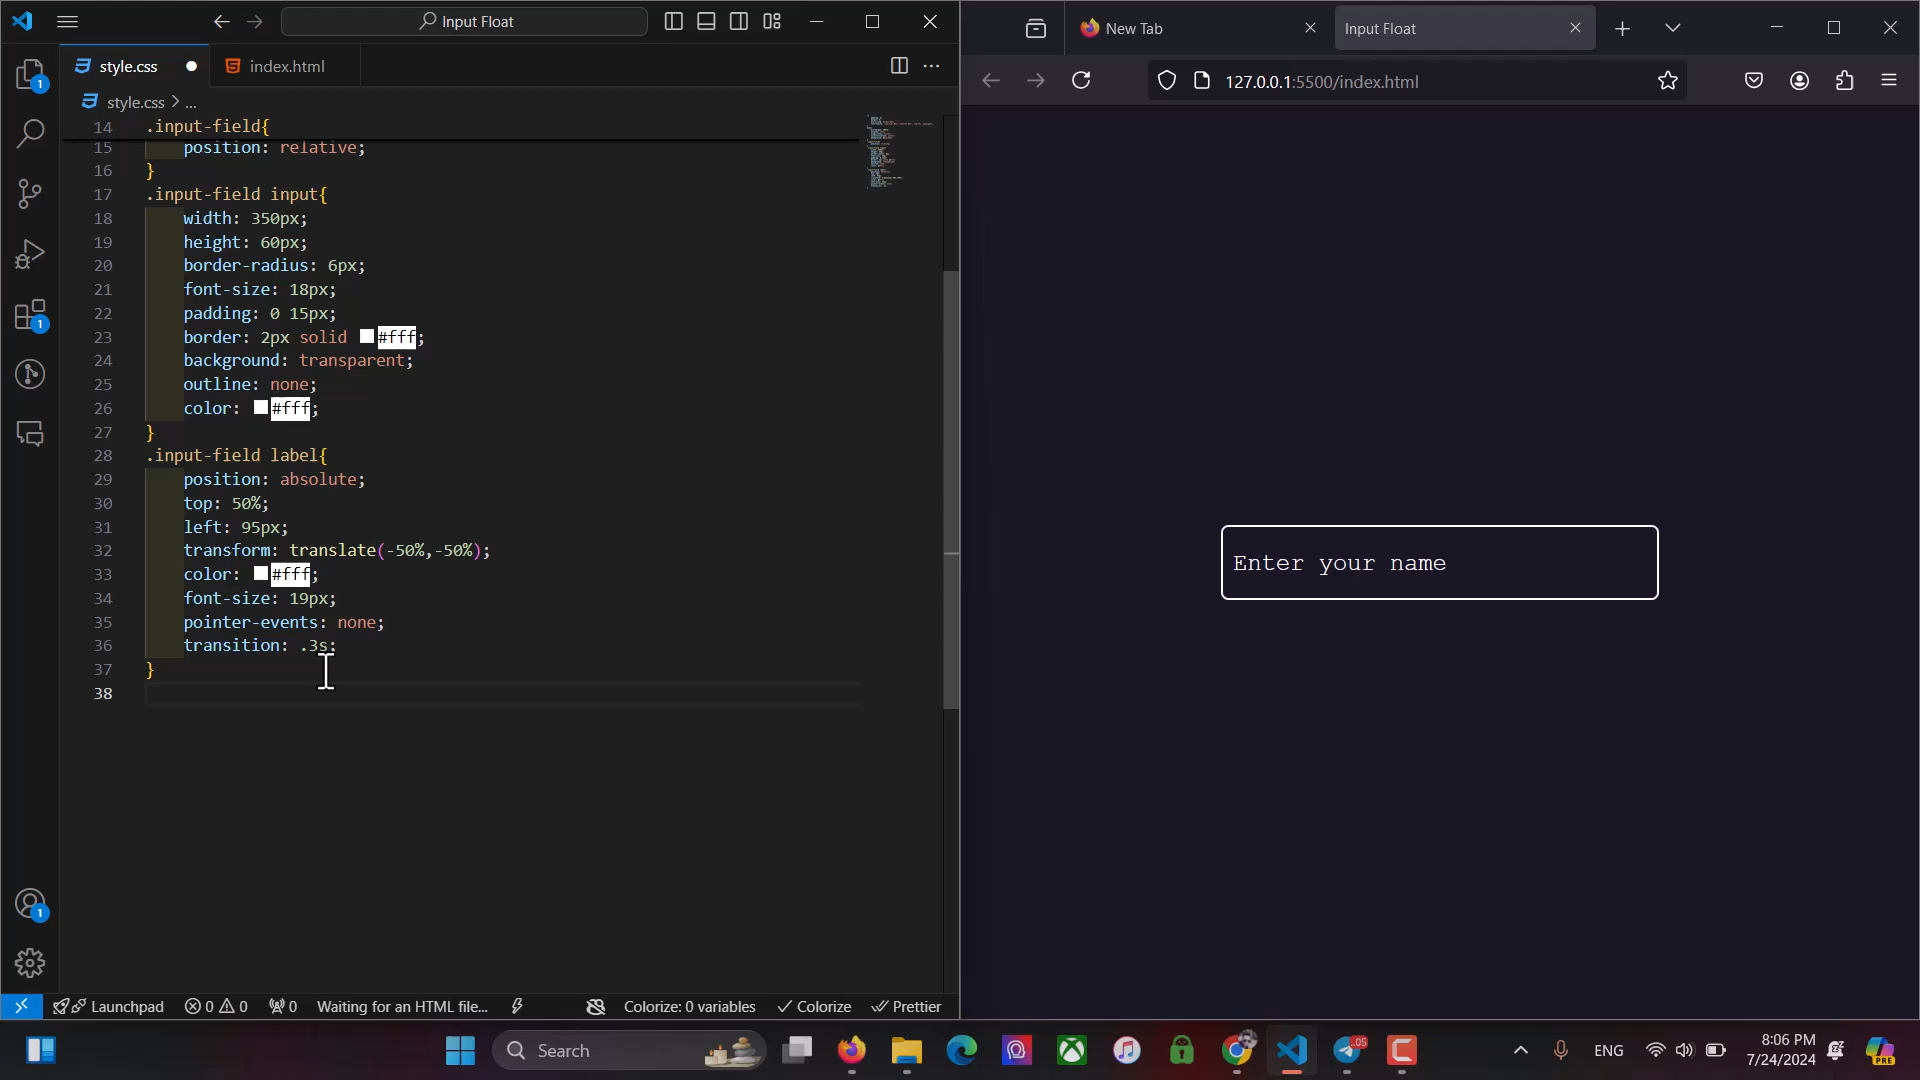 Input Float
style.css
index.html
style.css > ...
14 .input-field{
15 position: relative;
16 }
17 .input-field input{
18 width: 350px;
19 height: 60px;
20 border-radius: 6px;
21 font-size: 18px;
22 padding: 0 15px;
23 border: 2px solid #fff;
24 background: transparent;
25 outline: none;
26 color: #fff;
27 }
28 .input-field label{
29 position: absolute;
30 top: 50%;
31 left: 95px;
32 transform: translate(-50%,-50%);
33 color: #fff;
34 font-size: 19px;
35 pointer-events: none;
36 transition: .3s;
37 }
38
1
1
1
Launchpad 0 0 0 Waiting for an HTML file... Colorize: 0 variables Colorize Prettier
New Tab
Input Float
127.0.0.1:5500/index.html
Enter your name
Search
.05
ENG
8:06 PM
7/24/2024
PRE